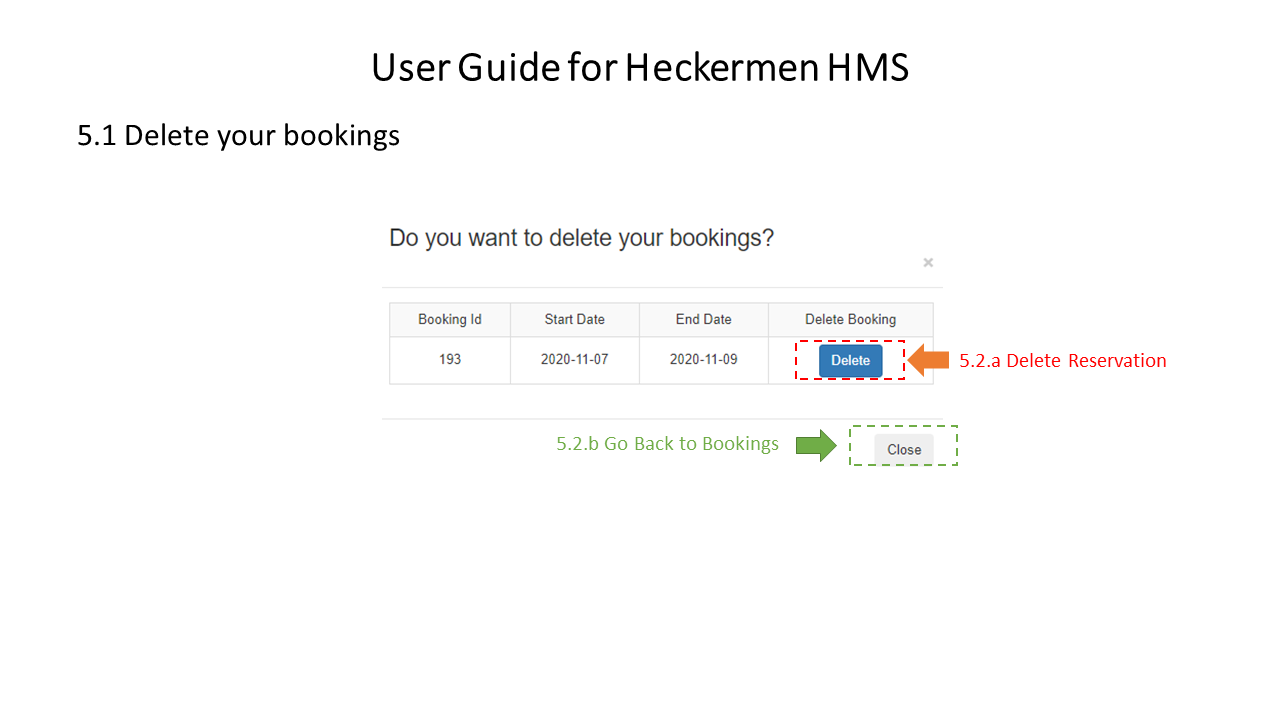 User Guide for Heckermen HMS
5.1 Delete your bookings
Do you want to delete your bookings?
×
Booking Id Start Date End Date Delete Booking
193 2020-11-07 2020-11-09 Delete
5.2.a Delete Reservation
5.2.b Go Back to Bookings
Close